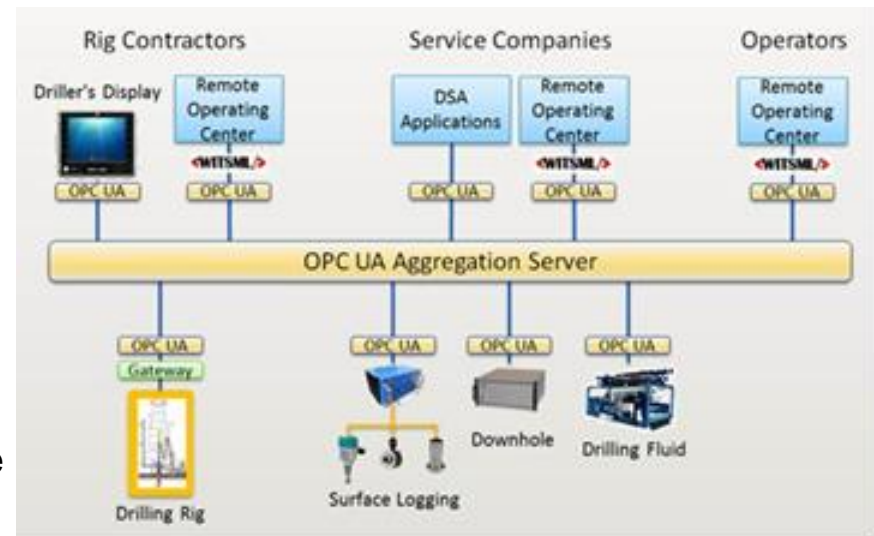 Rig Contractors
Service Companies
Operators
Driller's Display
Remote
Operating
Center
<WITSML/>
OPC UA
OPC UA
DSA
Applications
OPC UA
Remote
Operating
Center
<WITSML/>
OPC UA
Remote
Operating
Center
<WITSML/>
OPC UA
OPC UA Aggregation Server
OPC UA
Gateway
Drilling Rig
OPC UA
Surface Logging
OPC UA
Downhole
OPC UA
Drilling Fluid
e